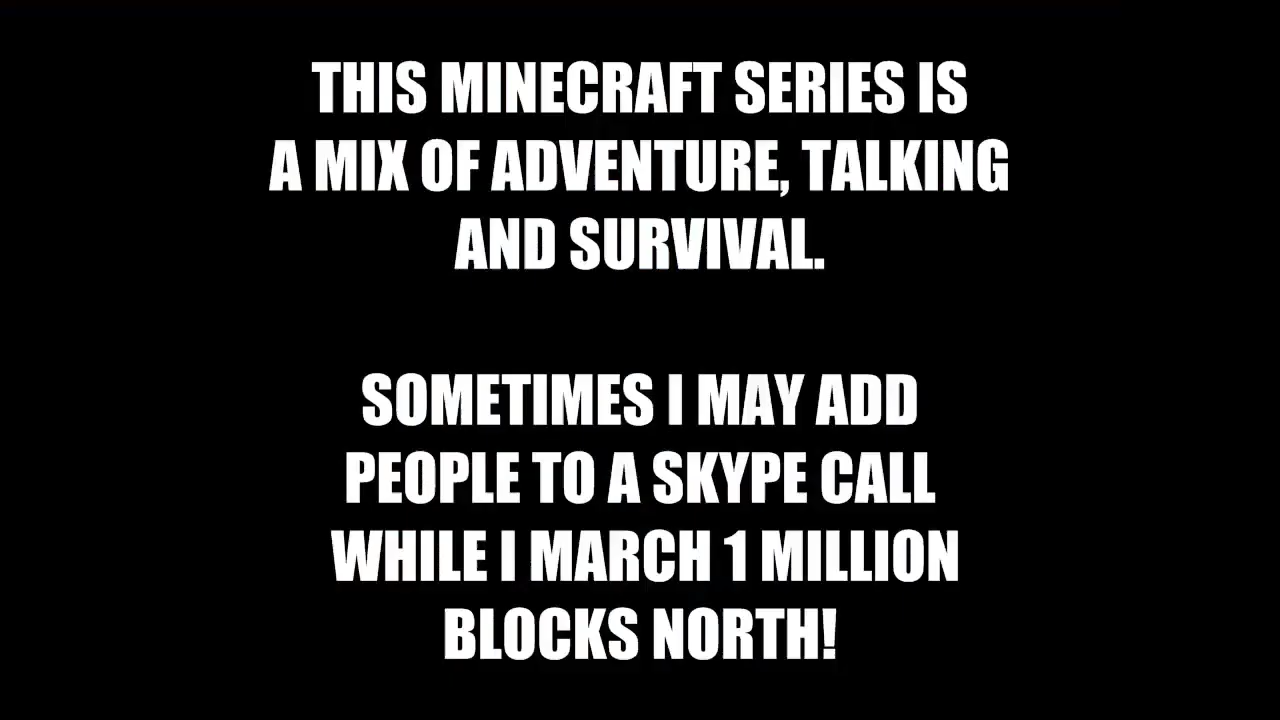 THIS MINECRAFT SERIES IS
A MIX OF ADVENTURE, TALKING
AND SURVIVAL.
SOMETIMES I MAY ADD
PEOPLE TO A SKYPE CALL
WHILE I MARCH 1 MILLION
BLOCKS NORTH!